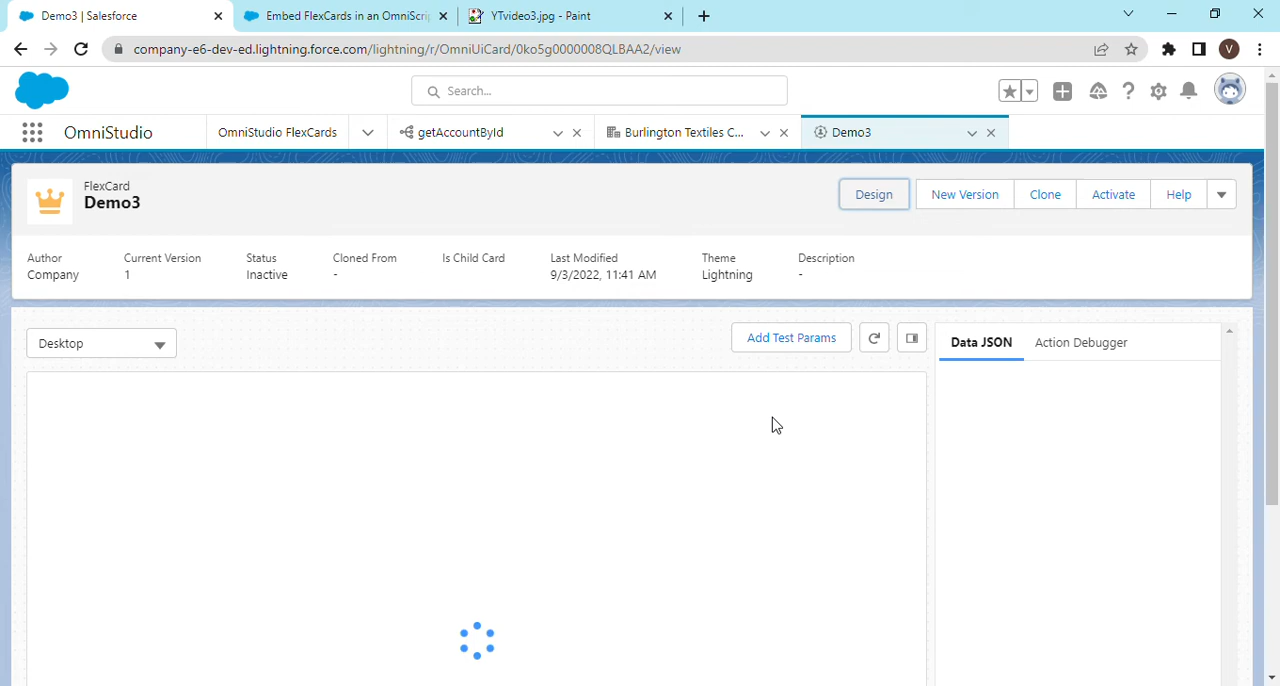 Demo3 | Salesforce
Embed FlexCards in an OmniScrip
YTvideo3.jpg - Paint
company-e6-dev-ed.lightning.force.com/lightning/r/OmniUiCard/0ko5g0000008QLBAA2/view
V
Search...
OmniStudio
OmniStudio FlexCards
getAccountById
Burlington Textiles C...
Demo3
FlexCard
Demo3
Design
New Version
Clone
Activate
Help
Author
Current Version
Status
Cloned From
Is Child Card
Last Modified
Theme
Description
Company
1
Inactive
-
9/3/2022, 11:41 AM
Lightning
-
Desktop
Add Test Params
Data JSON
Action Debugger